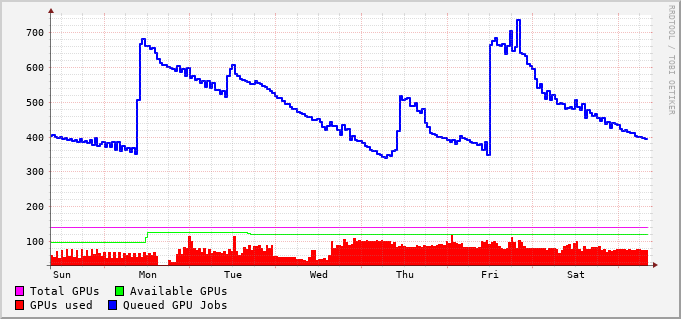 700
600
500
400
300
200
100
Sun Mon Tue Wed Thu Fri Sat
Total GPUs Available GPUs
GPUs used Queued GPU Jobs
RRDTOOL / TOBI OETIKER